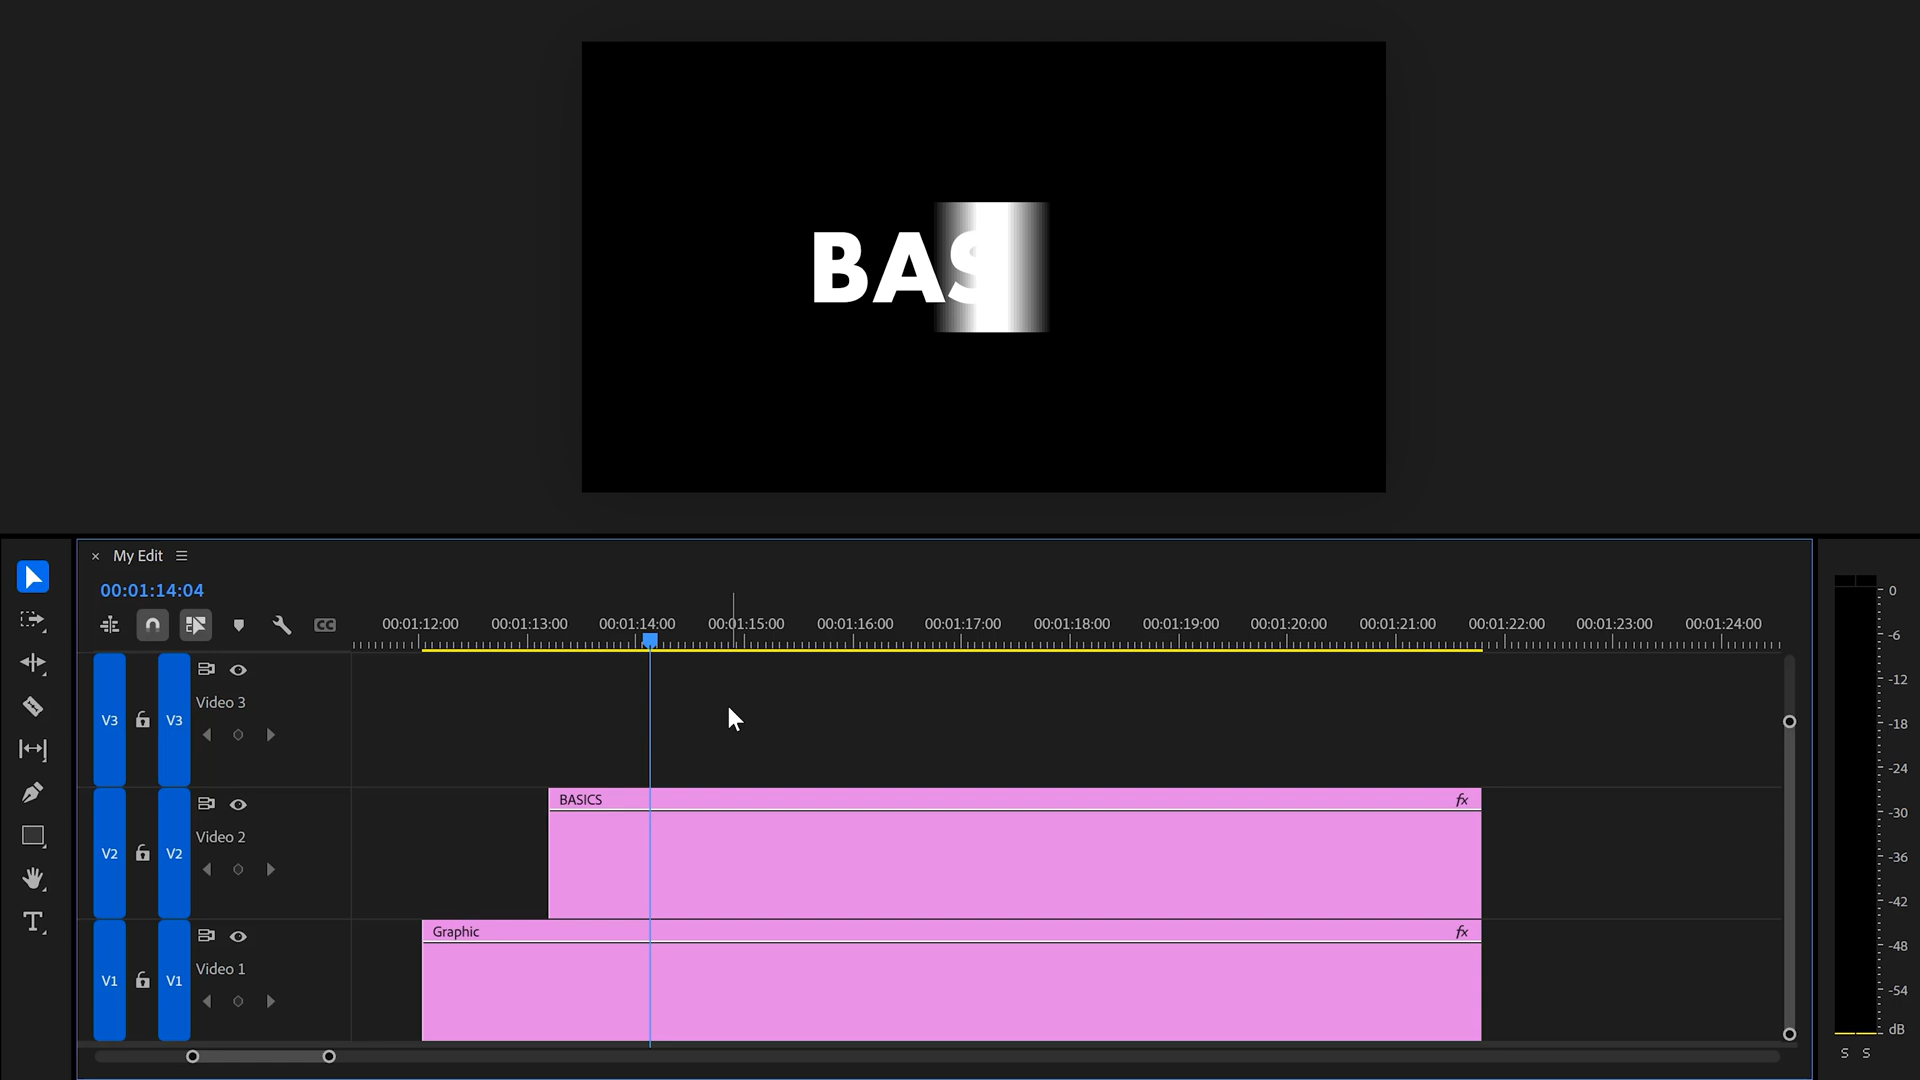 BAS
× My Edit
00:01:14:04
CC
00:01:12:00 00:01:13:00 00:01:14:00 00:01:15:00 00:01:16:00 00:01:17:00 00:01:18:00 00:01:19:00 00:01:20:00 00:01:21:00 00:01:22:00 00:01:23:00 00:01:24:00
V3 V3 Video 3
V2 V2 Video 2
BASICS fx
V1 V1 Video 1
Graphic fx
T
0
-6
-12
-18
-24
-30
-36
-42
-48
-54
dB
S S